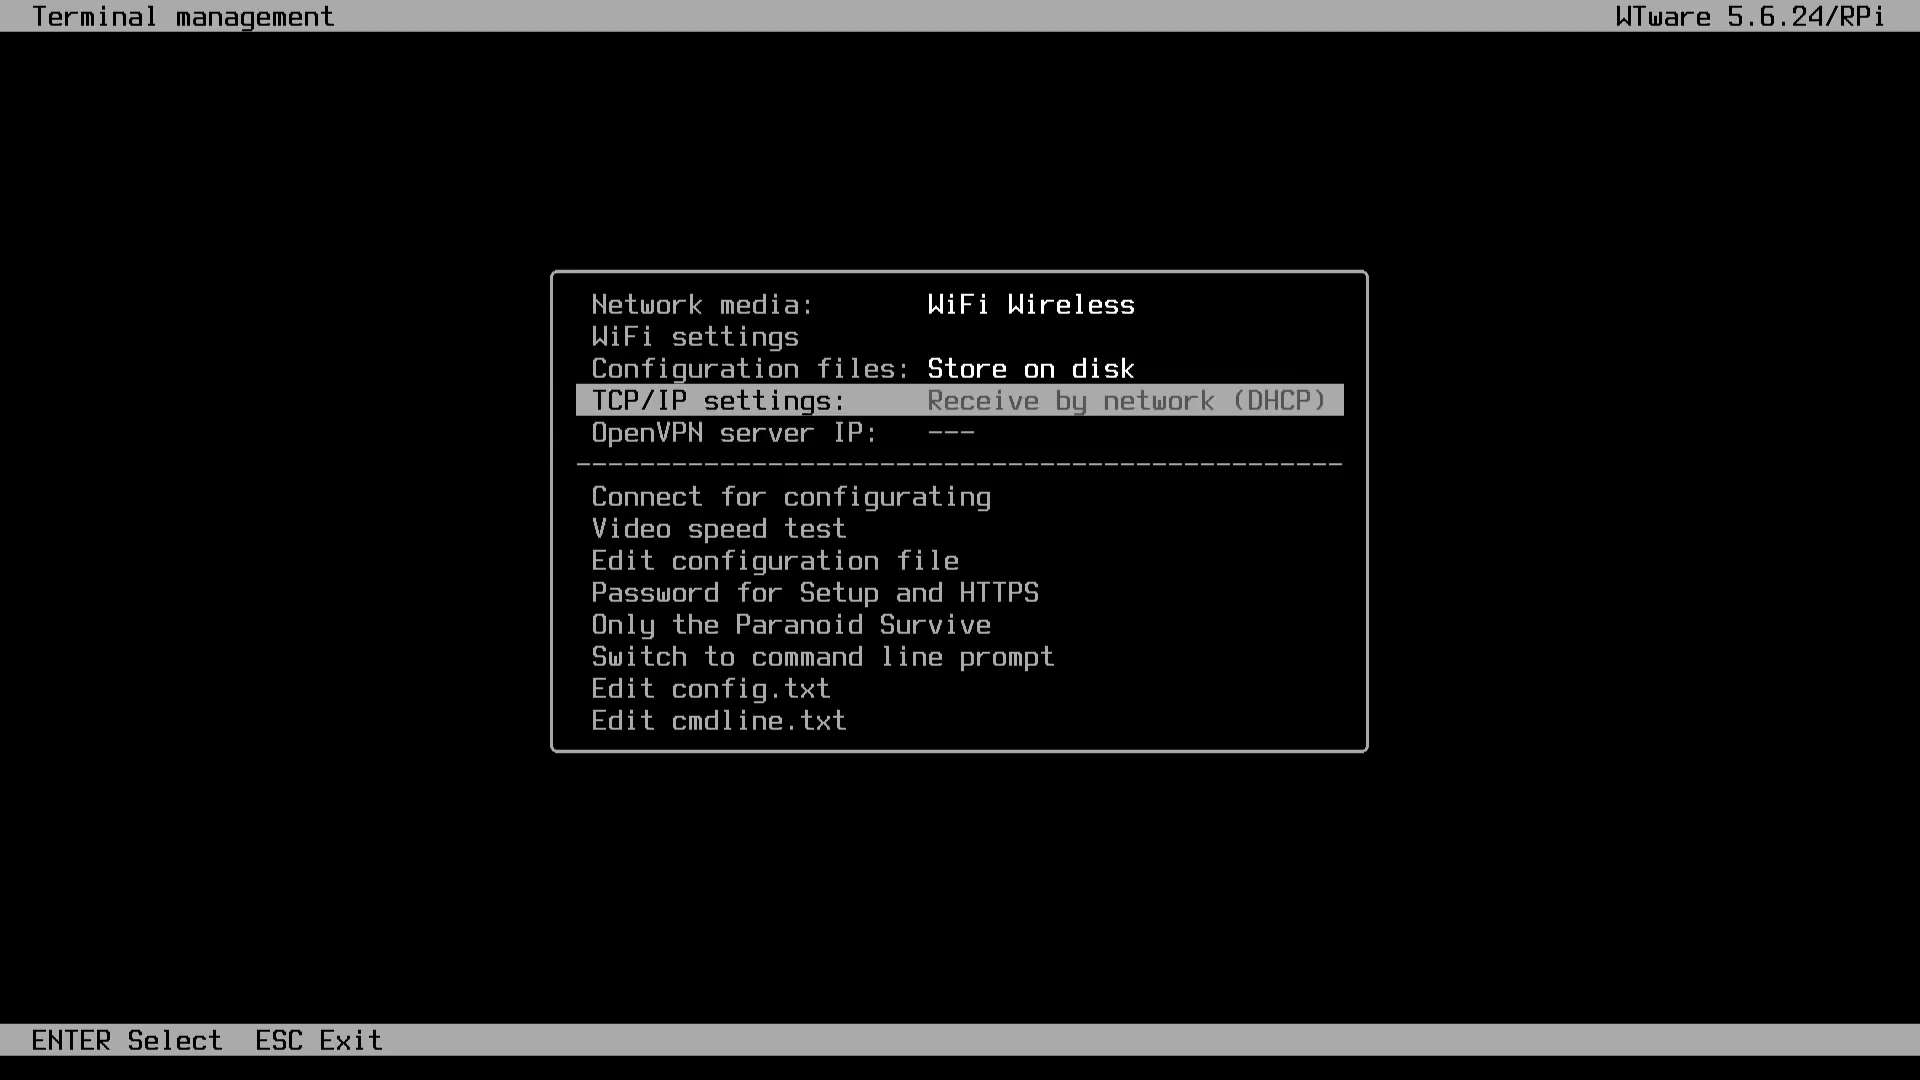 Terminal management WTware 5.6.24/RPi
Network media: WiFi Wireless
WiFi settings
Configuration files: Store on disk
TCP/IP settings: Receive by network (DHCP)
OpenVPN server IP: ---
------------------------------------------------
Connect for configurating
Video speed test
Edit configuration file
Password for Setup and HTTPS
Only the Paranoid Survive
Switch to command line prompt
Edit config.txt
Edit cmdline.txt
ENTER Select ESC Exit